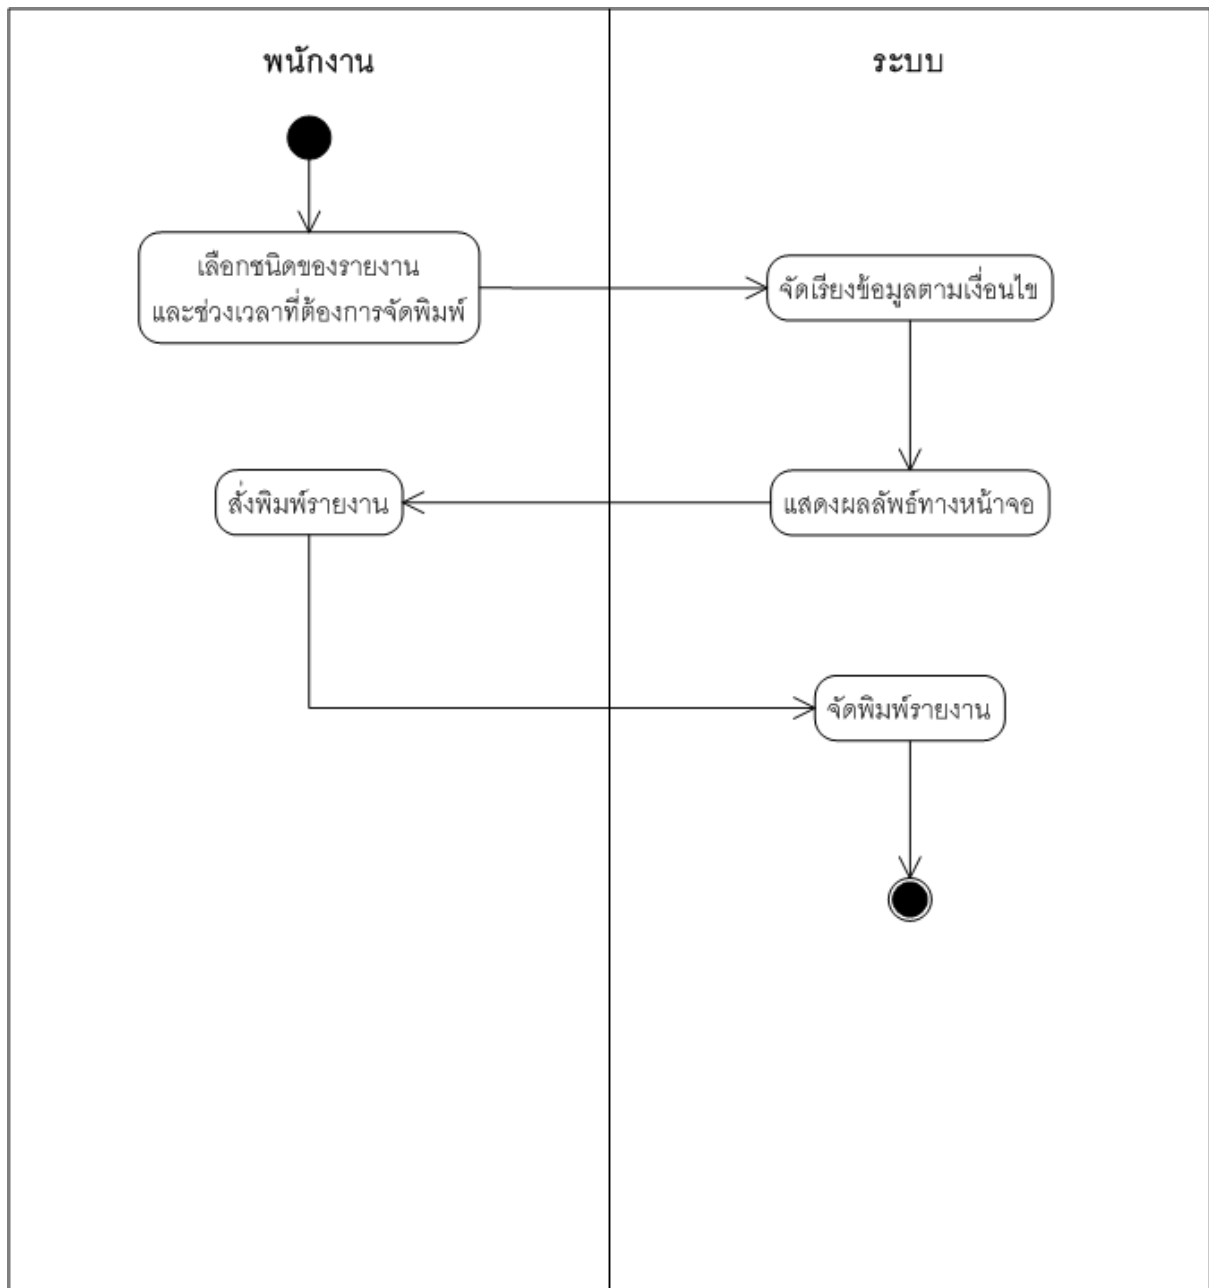 พนักงาน
ระบบ
เลือกชนิดของรายงาน
และช่วงเวลาที่ต้องการจัดพิมพ์
จัดเรียงข้อมูลตามเงื่อนไข
สั่งพิมพ์รายงาน
แสดงผลลัพธ์ทางหน้าจอ
จัดพิมพ์รายงาน